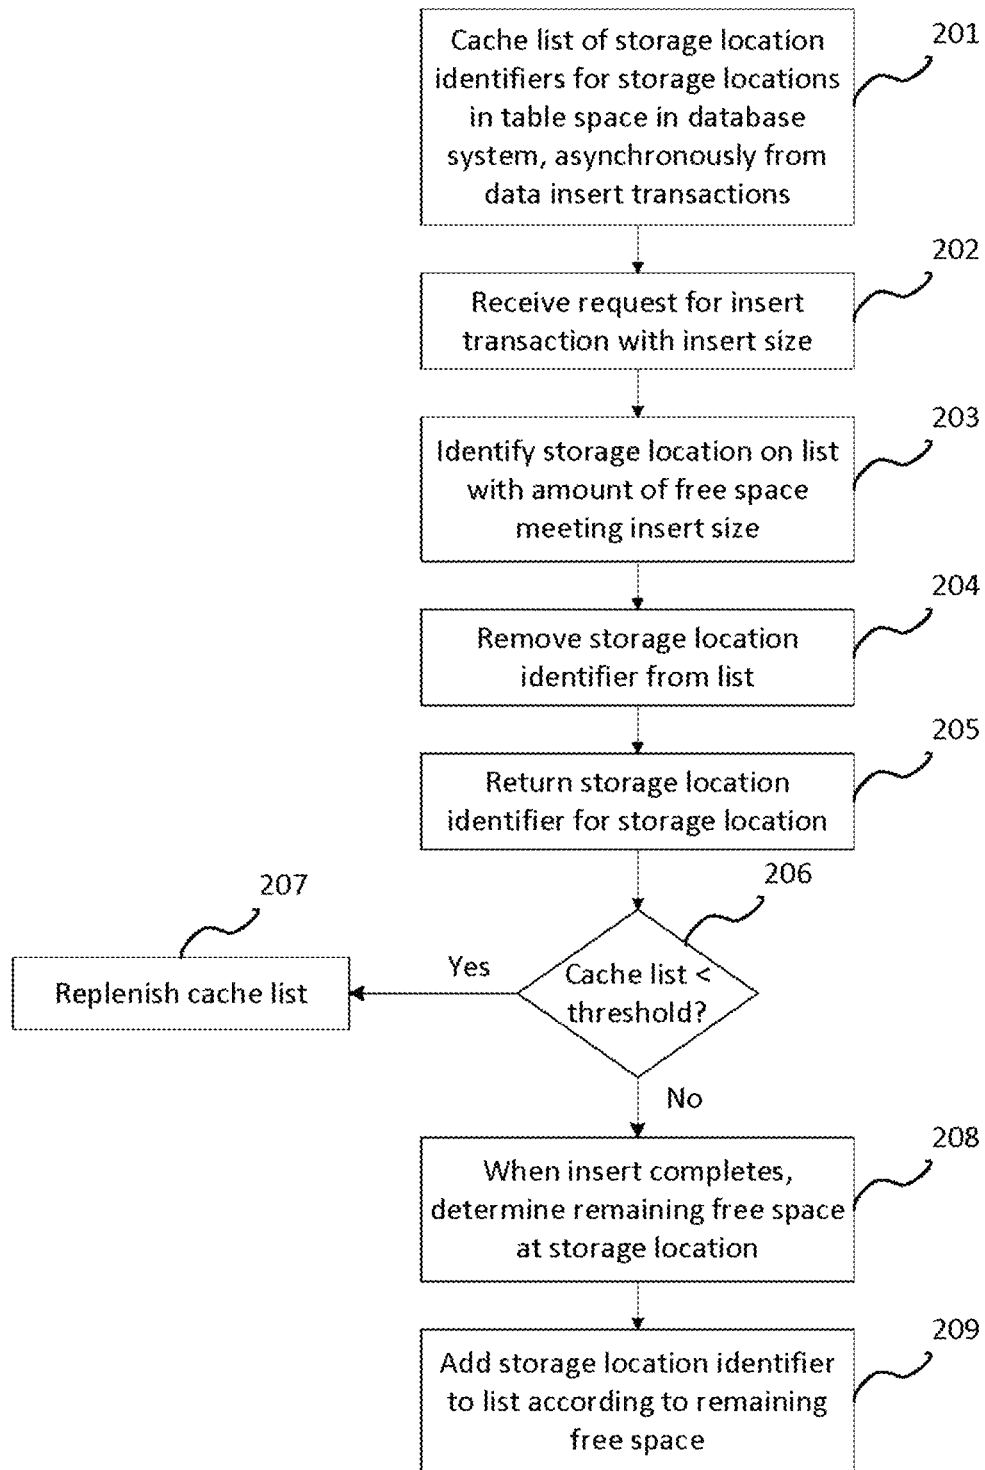 201
Cache list of storage location
identifiers for storage locations
in table space in database
system, asynchronously from
data insert transactions
202
Receive request for insert
transaction with insert size
203
Identify storage location on list
with amount of free space
meeting insert size
204
Remove storage location
identifier from list
205
Return storage location
identifier for storage location
206
Cache list <
threshold?
Yes
207
Replenish cache list
No
208
When insert completes,
determine remaining free space
at storage location
209
Add storage location identifier
to list according to remaining
free space